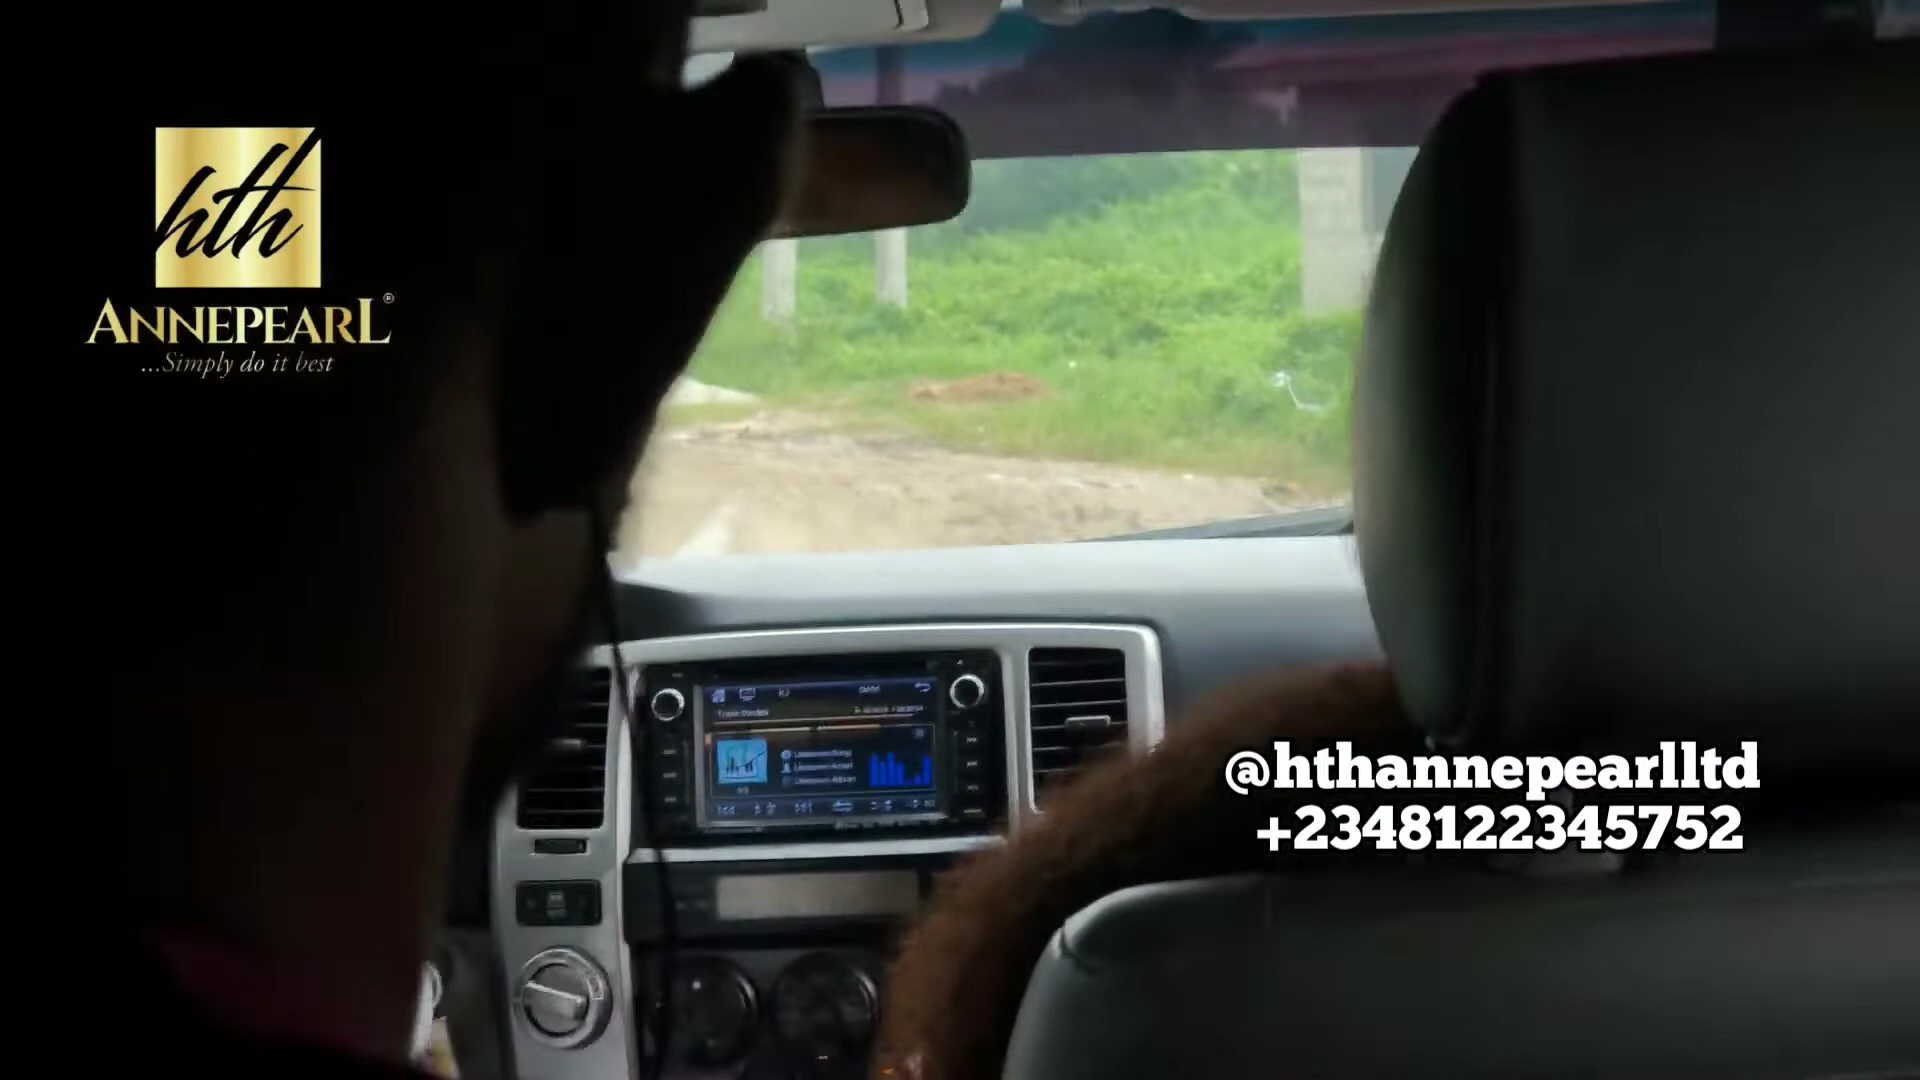 hth
ANNEPEARL®
...Simply do it best
@hthannepearlltd
+2348122345752